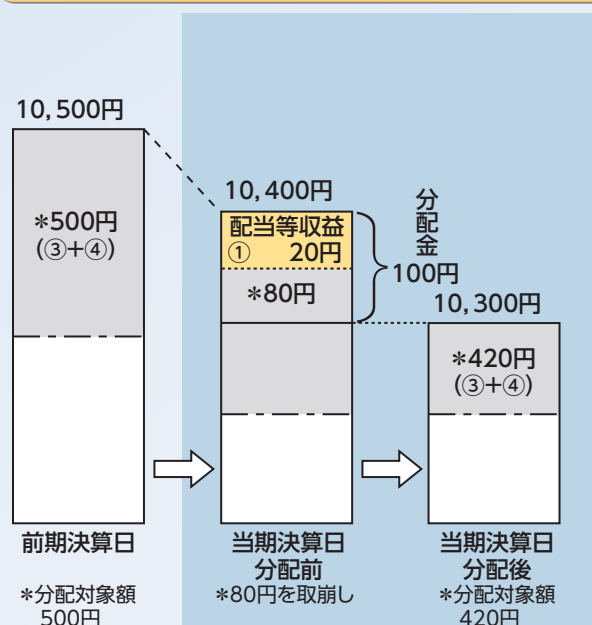 10,500円
*500円
(③+④)
前期決算日
*分配対象額
500円
10,400円
配当等収益
① 20円
*80円
分配金
100円
当期決算日
分配前
*80円を取崩し
10,300円
*420円
(③+④)
当期決算日
分配後
*分配対象額
420円